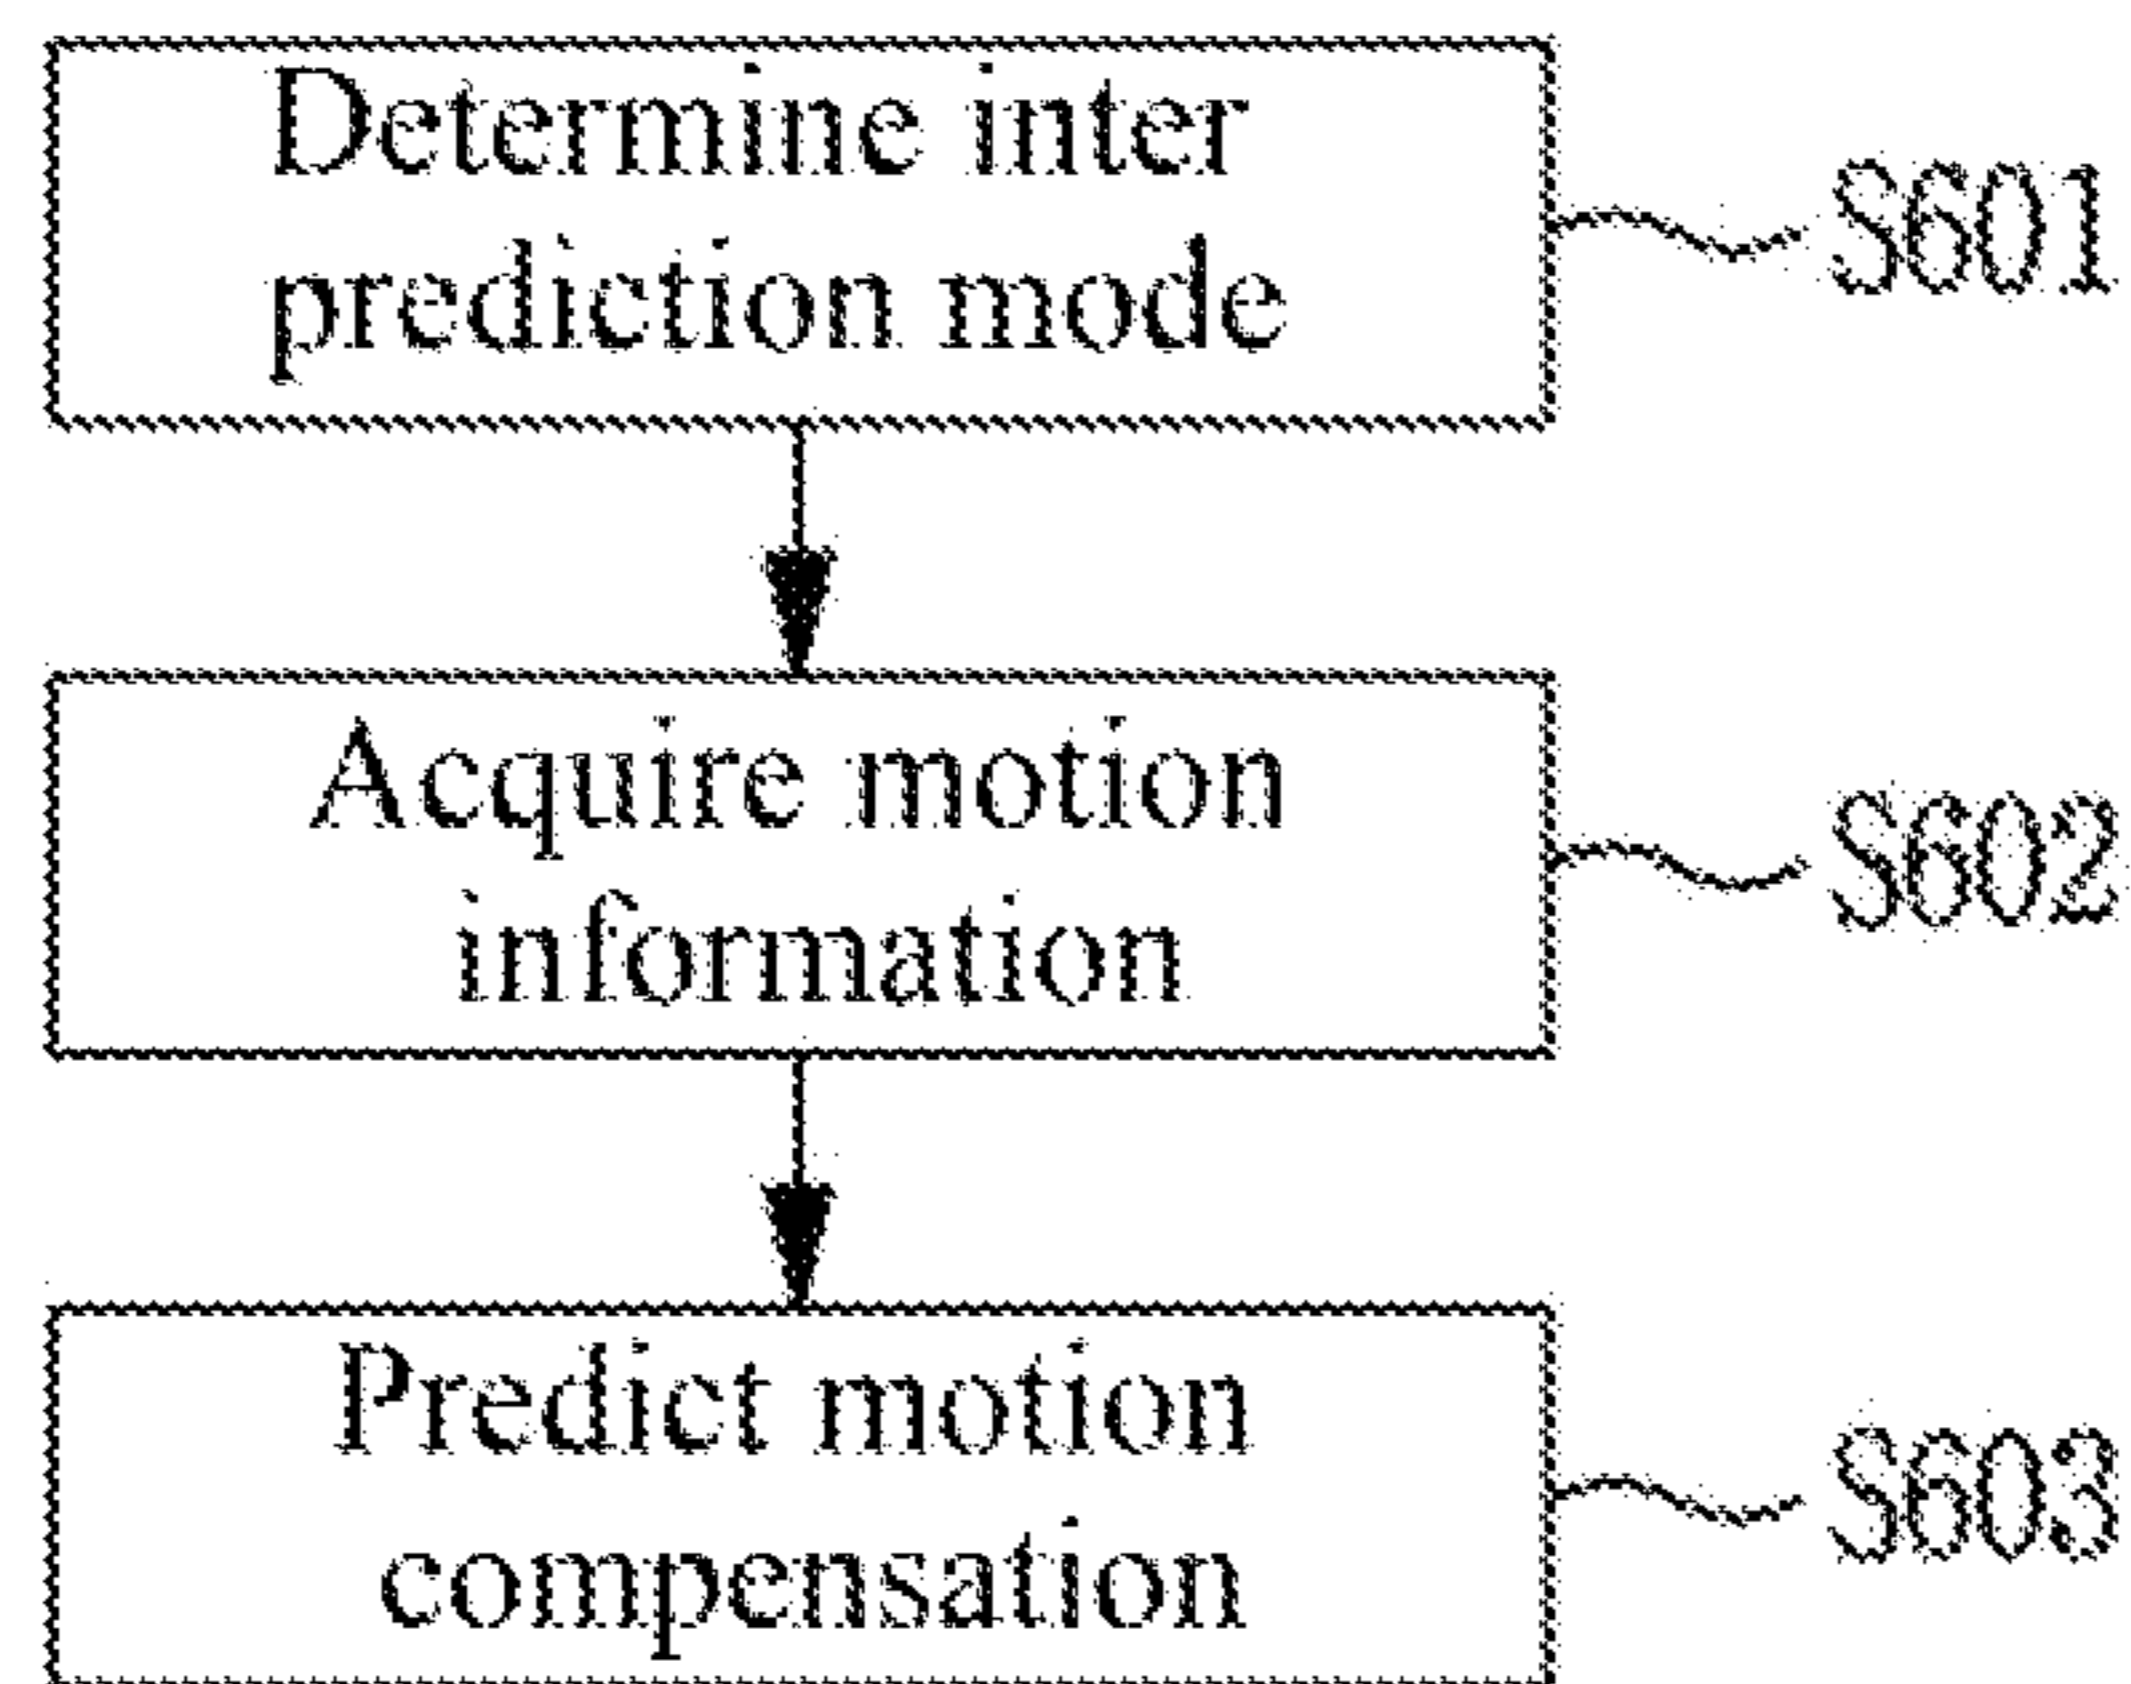 Determine inter
prediction mode
S601
Acquire motion
information
S602
Predict motion
compensation
S603